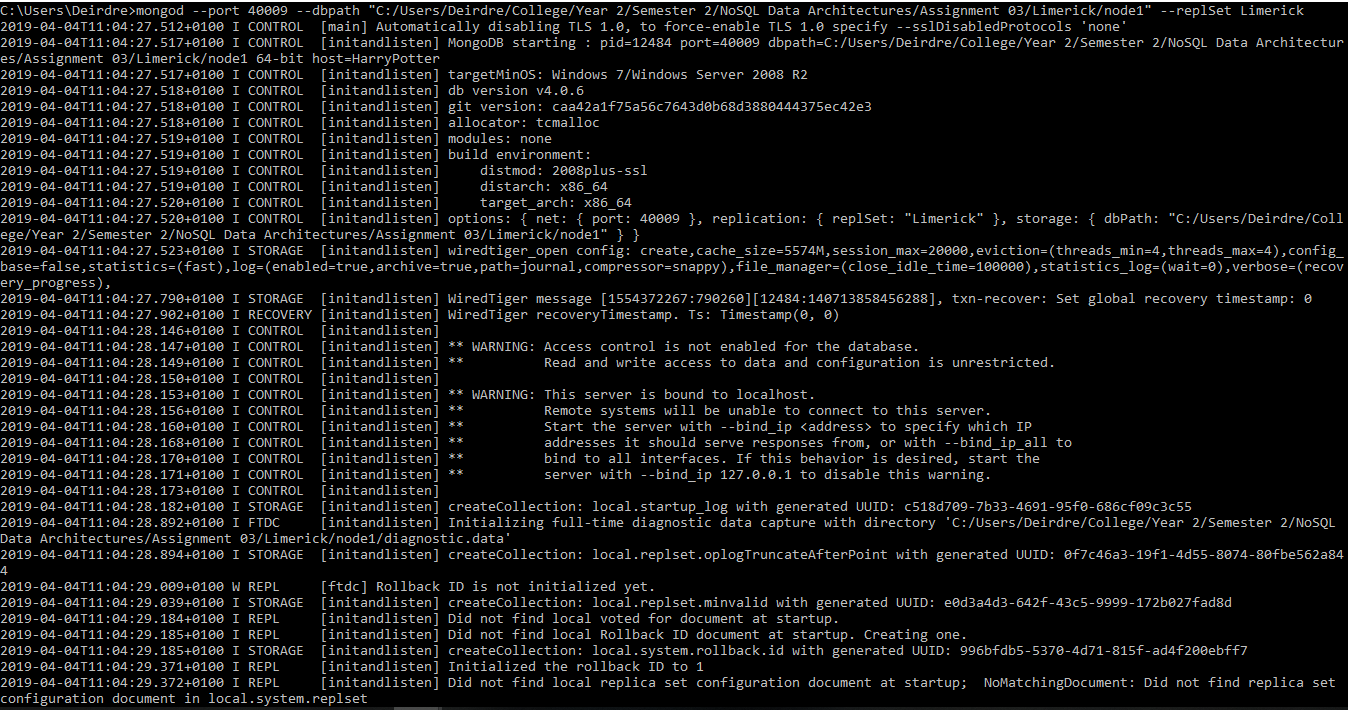 C:\Users\Deirdre>mongod --port 40009 --dbpath "C:/Users/Deirdre/College/Year 2/Semester 2/NoSQL Data Architectures/Assignment 03/Limerick/node1" --replSet Limerick
2019-04-04T11:04:27.512+0100 I CONTROL  [main] Automatically disabling TLS 1.0, to force-enable TLS 1.0 specify --sslDisabledProtocols 'none'
2019-04-04T11:04:27.517+0100 I CONTROL  [initandlisten] MongoDB starting : pid=12484 port=40009 dbpath=C:/Users/Deirdre/College/Year 2/Semester 2/NoSQL Data Architectur
es/Assignment 03/Limerick/node1 64-bit host=HarryPotter
2019-04-04T11:04:27.517+0100 I CONTROL  [initandlisten] targetMinOS: Windows 7/Windows Server 2008 R2
2019-04-04T11:04:27.518+0100 I CONTROL  [initandlisten] db version v4.0.6
2019-04-04T11:04:27.518+0100 I CONTROL  [initandlisten] git version: caa42a1f75a56c7643d0b68d3880444375ec42e3
2019-04-04T11:04:27.518+0100 I CONTROL  [initandlisten] allocator: tcmalloc
2019-04-04T11:04:27.519+0100 I CONTROL  [initandlisten] modules: none
2019-04-04T11:04:27.519+0100 I CONTROL  [initandlisten] build environment:
2019-04-04T11:04:27.519+0100 I CONTROL  [initandlisten]     distmod: 2008plus-ssl
2019-04-04T11:04:27.519+0100 I CONTROL  [initandlisten]     distarch: x86_64
2019-04-04T11:04:27.520+0100 I CONTROL  [initandlisten]     target_arch: x86_64
2019-04-04T11:04:27.520+0100 I CONTROL  [initandlisten] options: { net: { port: 40009 }, replication: { replSet: "Limerick" }, storage: { dbPath: "C:/Users/Deirdre/Coll
ege/Year 2/Semester 2/NoSQL Data Architectures/Assignment 03/Limerick/node1" } }
2019-04-04T11:04:27.523+0100 I STORAGE  [initandlisten] wiredtiger_open config: create,cache_size=5574M,session_max=20000,eviction=(threads_min=4,threads_max=4),config_
base=false,statistics=(fast),log=(enabled=true,archive=true,path=journal,compressor=snappy),file_manager=(close_idle_time=100000),statistics_log=(wait=0),verbose=(recov
ery_progress),
2019-04-04T11:04:27.790+0100 I STORAGE  [initandlisten] WiredTiger message [1554372267:790260][12484:140713858456288], txn-recover: Set global recovery timestamp: 0
2019-04-04T11:04:27.902+0100 I RECOVERY [initandlisten] WiredTiger recoveryTimestamp. Ts: Timestamp(0, 0)
2019-04-04T11:04:28.146+0100 I CONTROL  [initandlisten]
2019-04-04T11:04:28.147+0100 I CONTROL  [initandlisten] ** WARNING: Access control is not enabled for the database.
2019-04-04T11:04:28.149+0100 I CONTROL  [initandlisten] **          Read and write access to data and configuration is unrestricted.
2019-04-04T11:04:28.150+0100 I CONTROL  [initandlisten]
2019-04-04T11:04:28.153+0100 I CONTROL  [initandlisten] ** WARNING: This server is bound to localhost.
2019-04-04T11:04:28.156+0100 I CONTROL  [initandlisten] **          Remote systems will be unable to connect to this server.
2019-04-04T11:04:28.160+0100 I CONTROL  [initandlisten] **          Start the server with --bind_ip <address> to specify which IP
2019-04-04T11:04:28.168+0100 I CONTROL  [initandlisten] **          addresses it should serve responses from, or with --bind_ip_all to
2019-04-04T11:04:28.170+0100 I CONTROL  [initandlisten] **          bind to all interfaces. If this behavior is desired, start the
2019-04-04T11:04:28.171+0100 I CONTROL  [initandlisten] **          server with --bind_ip 127.0.0.1 to disable this warning.
2019-04-04T11:04:28.173+0100 I CONTROL  [initandlisten]
2019-04-04T11:04:28.182+0100 I STORAGE  [initandlisten] createCollection: local.startup_log with generated UUID: c518d709-7b33-4691-95f0-686cf09c3c55
2019-04-04T11:04:28.892+0100 I FTDC     [initandlisten] Initializing full-time diagnostic data capture with directory 'C:/Users/Deirdre/College/Year 2/Semester 2/NoSQL
Data Architectures/Assignment 03/Limerick/node1/diagnostic.data'
2019-04-04T11:04:28.894+0100 I STORAGE  [initandlisten] createCollection: local.replset.oplogTruncateAfterPoint with generated UUID: 0f7c46a3-19f1-4d55-8074-80fbe562a84
4
2019-04-04T11:04:29.009+0100 W REPL     [ftdc] Rollback ID is not initialized yet.
2019-04-04T11:04:29.039+0100 I STORAGE  [initandlisten] createCollection: local.replset.minvalid with generated UUID: e0d3a4d3-642f-43c5-9999-172b027fad8d
2019-04-04T11:04:29.184+0100 I REPL     [initandlisten] Did not find local voted for document at startup.
2019-04-04T11:04:29.185+0100 I REPL     [initandlisten] Did not find local Rollback ID document at startup. Creating one.
2019-04-04T11:04:29.185+0100 I STORAGE  [initandlisten] createCollection: local.system.rollback.id with generated UUID: 996bfdb5-5370-4d71-815f-ad4f200ebff7
2019-04-04T11:04:29.371+0100 I REPL     [initandlisten] Initialized the rollback ID to 1
2019-04-04T11:04:29.372+0100 I REPL     [initandlisten] Did not find local replica set configuration document at startup;  NoMatchingDocument: Did not find replica set
configuration document in local.system.replset